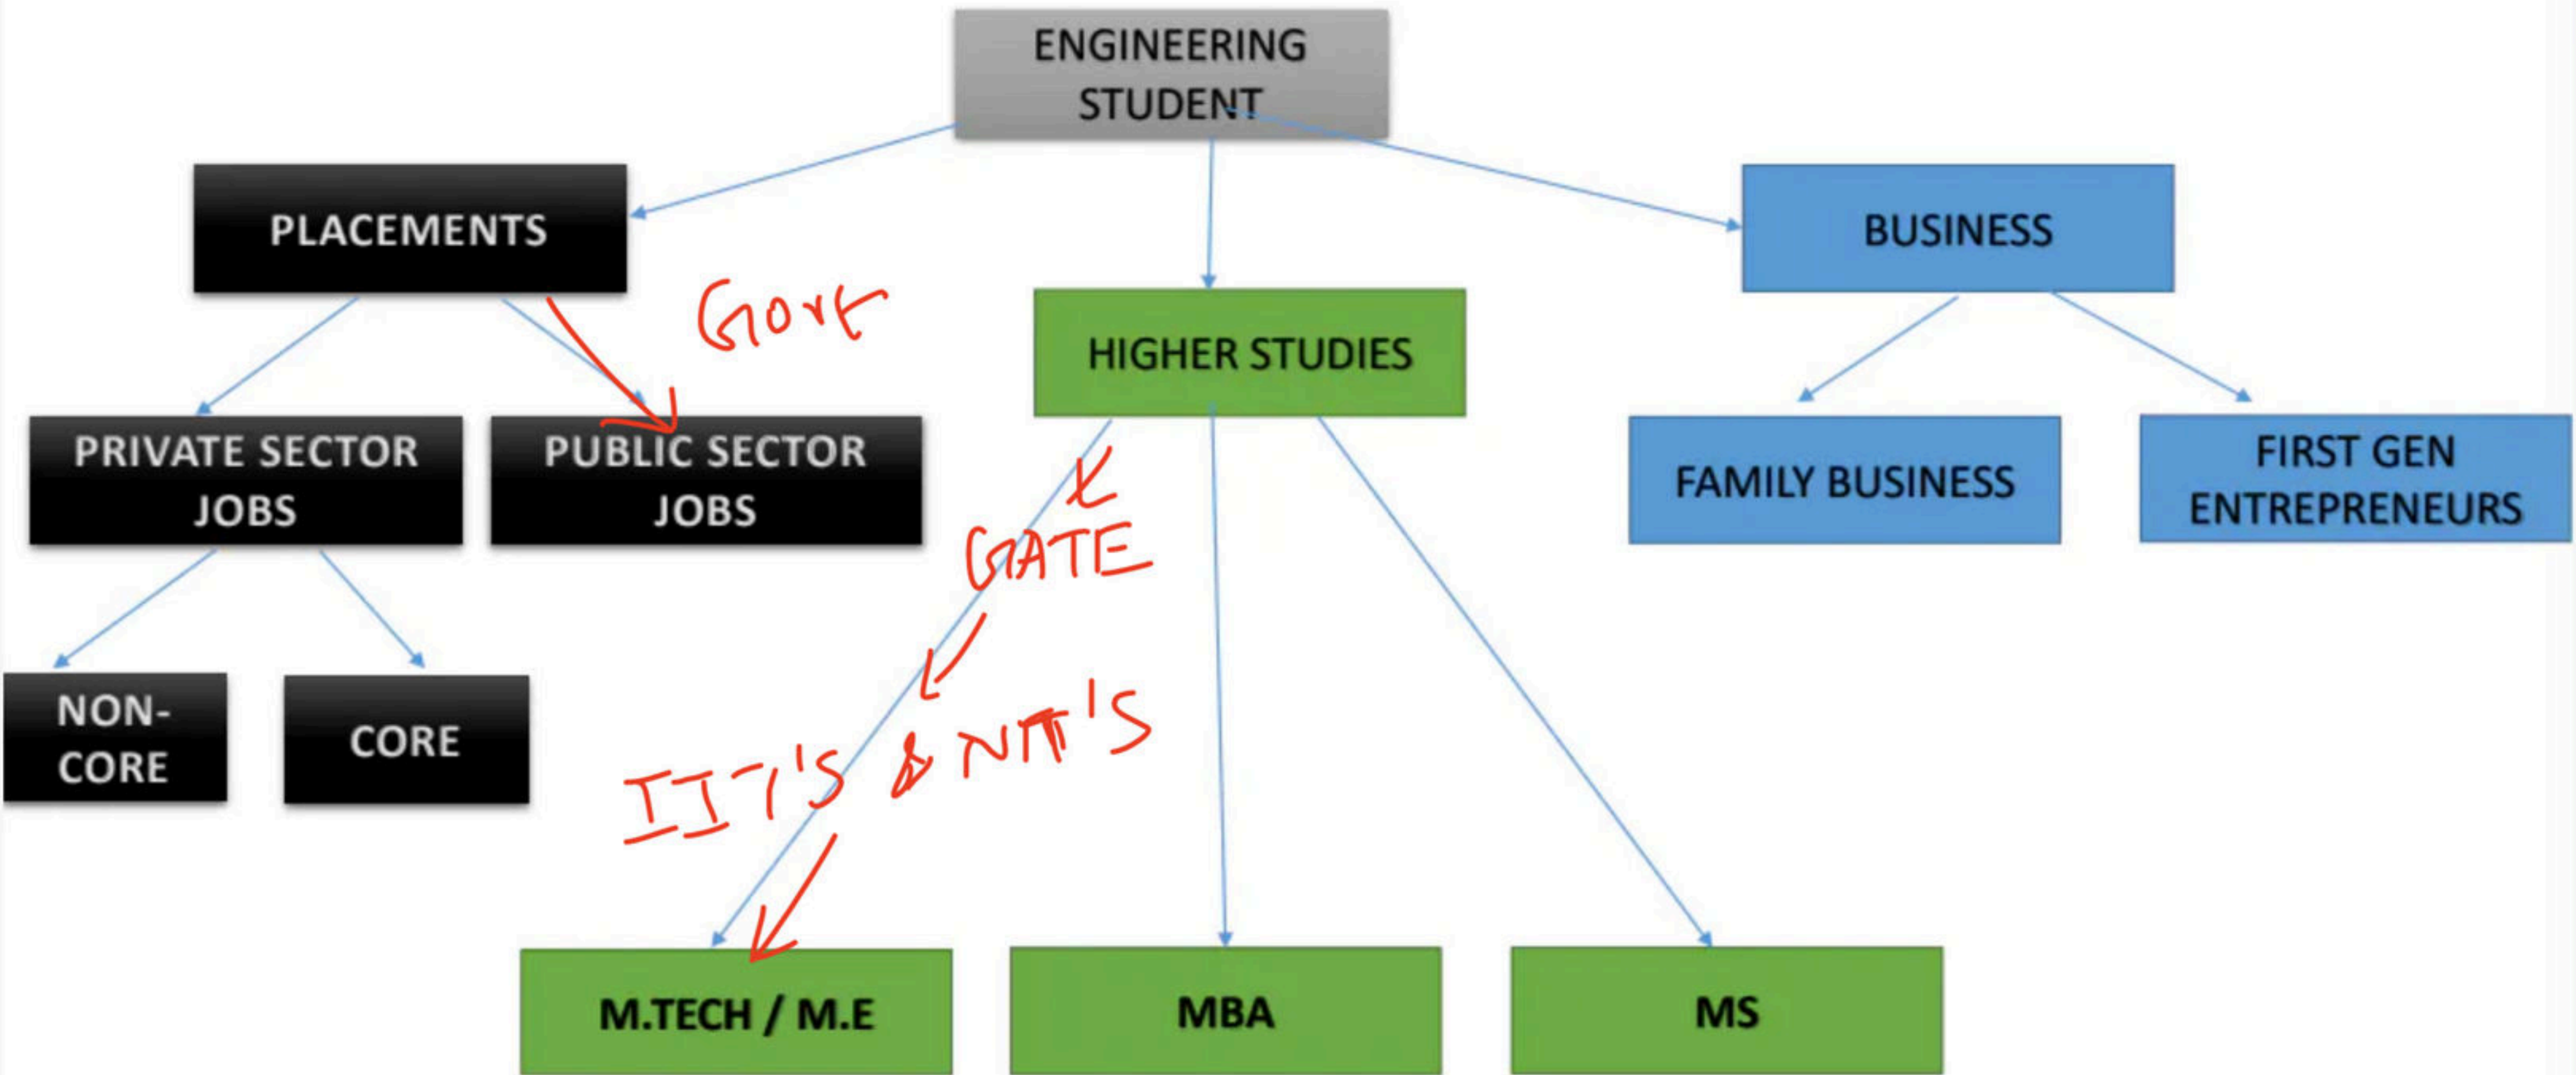 ENGINEERING
STUDENT
PLACEMENTS
BUSINESS
Govt
HIGHER STUDIES
PRIVATE SECTOR
JOBS
PUBLIC SECTOR
JOBS
FAMILY BUSINESS
FIRST GEN
ENTREPRENEURS
GATE
IIT'S & NIT'S
NON-
CORE
CORE
M.TECH / M.E
MBA
MS